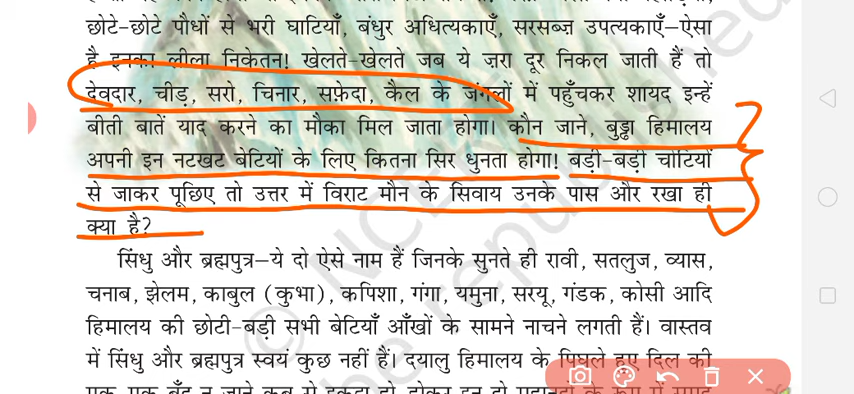 छोटे-छोटे पौधों से भरी घाटियाँ, बंधुर अधित्यकाएँ, सरसब्ज़ उपत्यकाएँ–ऐसा
है इनका लीला निकेतन! खेलते-खेलते जब ये ज़रा दूर निकल जाती हैं तो
देवदार, चीड़, सरो, चिनार, सफ़ेदा, कैल के जंगलों में पहुँचकर शायद इन्हें
बीती बातें याद करने का मौका मिल जाता होगा। कौन जाने, बुड्ढा हिमालय
अपनी इन नटखट बेटियों के लिए कितना सिर धुनता होगा! बड़ी-बड़ी चोटियों
से जाकर पूछिए तो उत्तर में विराट मौन के सिवाय उनके पास और रखा ही
क्या है?
सिंधु और ब्रह्मपुत्र–ये दो ऐसे नाम हैं जिनके सुनते ही रावी, सतलुज, व्यास,
चनाब, झेलम, काबुल (कुभा), कपिशा, गंगा, यमुना, सरयू, गंडक, कोसी आदि
हिमालय की छोटी-बड़ी सभी बेटियाँ आँखों के सामने नाचने लगती हैं। वास्तव
में सिंधु और ब्रह्मपुत्र स्वयं कुछ नहीं हैं। दयालु हिमालय के पिघले हुए दिल की